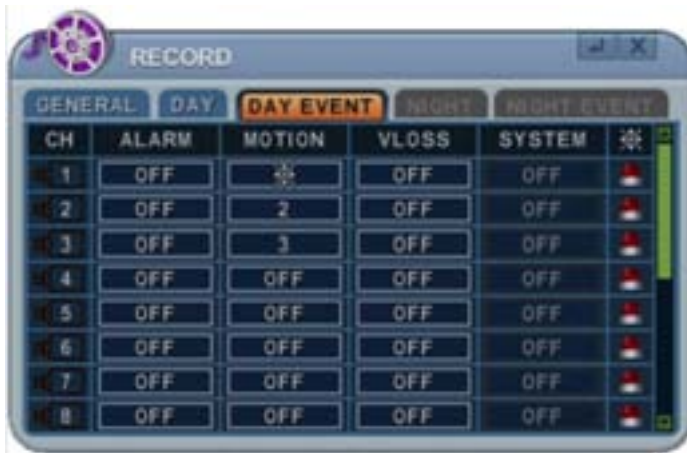 RECORD
GENERAL DAY DAY EVENT NIGHT NIGHT EVENT
CH ALARM MOTION VLOSS SYSTEM
1 OFF OFF OFF
2 OFF 2 OFF OFF
3 OFF 3 OFF OFF
4 OFF OFF OFF OFF
5 OFF OFF OFF OFF
6 OFF OFF OFF OFF
7 OFF OFF OFF OFF
8 OFF OFF OFF OFF